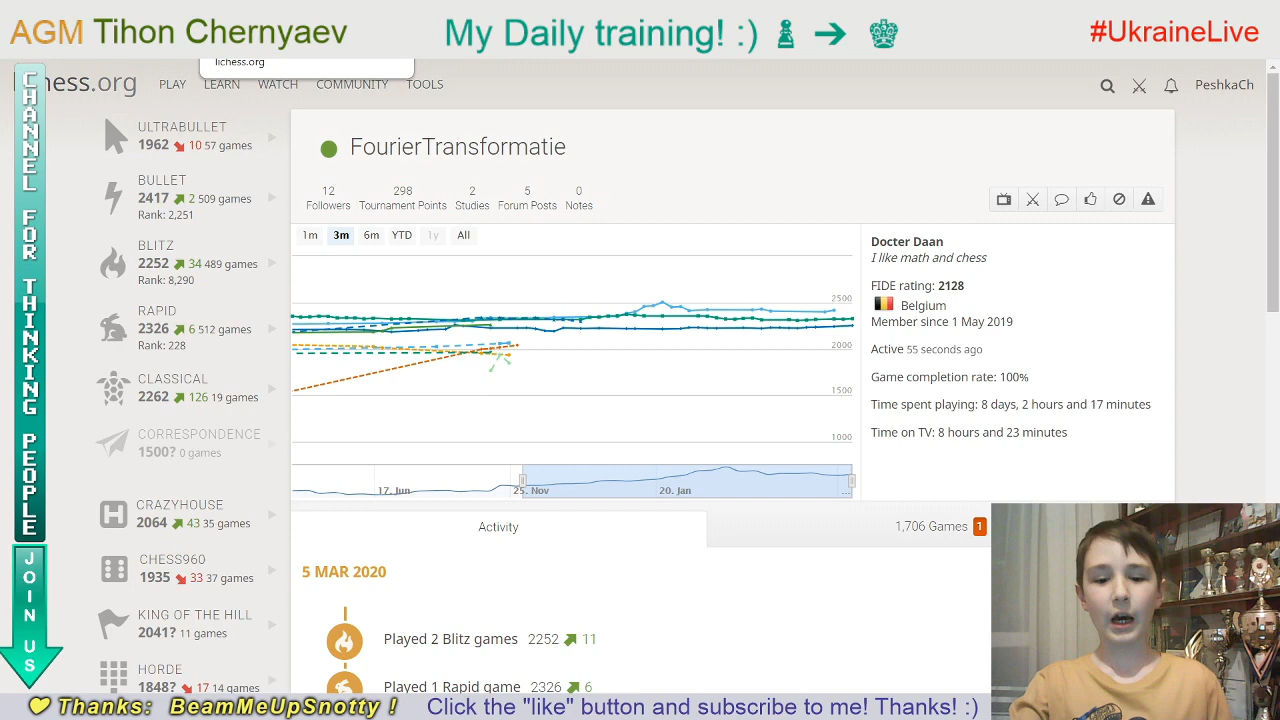 AGM Tihon Chernyaev
My Daily training! :)
#UkraineLive
lichess.org
hess.org
PLAY
LEARN
WATCH
COMMUNITY
TOOLS
PeshkaCh
CHANNEL FOR THINKING PEOPLE
JOIN US
ULTRABULLET
1962 10 57 games
BULLET
2417 2 509 games
Rank: 2,251
BLITZ
2252 34 489 games
Rank: 8,290
RAPID
2326 6 512 games
Rank: 228
CLASSICAL
2262 126 19 games
CORRESPONDENCE
1500? 0 games
CRAZYHOUSE
2064 43 35 games
CHESS960
1935 33 37 games
KING OF THE HILL
2041? 11 games
HORDE
1848? 17 14 games
FourierTransformatie
12 298 2 5 0
Followers Tournament Points Studies Forum Posts Notes
1m 3m 6m YTD 1y All
2500
2000
1500
1000
17. Jun 25. Nov 20. Jan ...
Docter Daan
I like math and chess
FIDE rating: 2128
Belgium
Member since 1 May 2019
Active 55 seconds ago
Game completion rate: 100%
Time spent playing: 8 days, 2 hours and 17 minutes
Time on TV: 8 hours and 23 minutes
Activity
1,706 Games 1
5 MAR 2020
Played 2 Blitz games 2252 11
Played 1 Rapid game 2326 6
Thanks: BeamMeUpSnotty !
Click the "like" button and subscribe to me! Thanks! :)